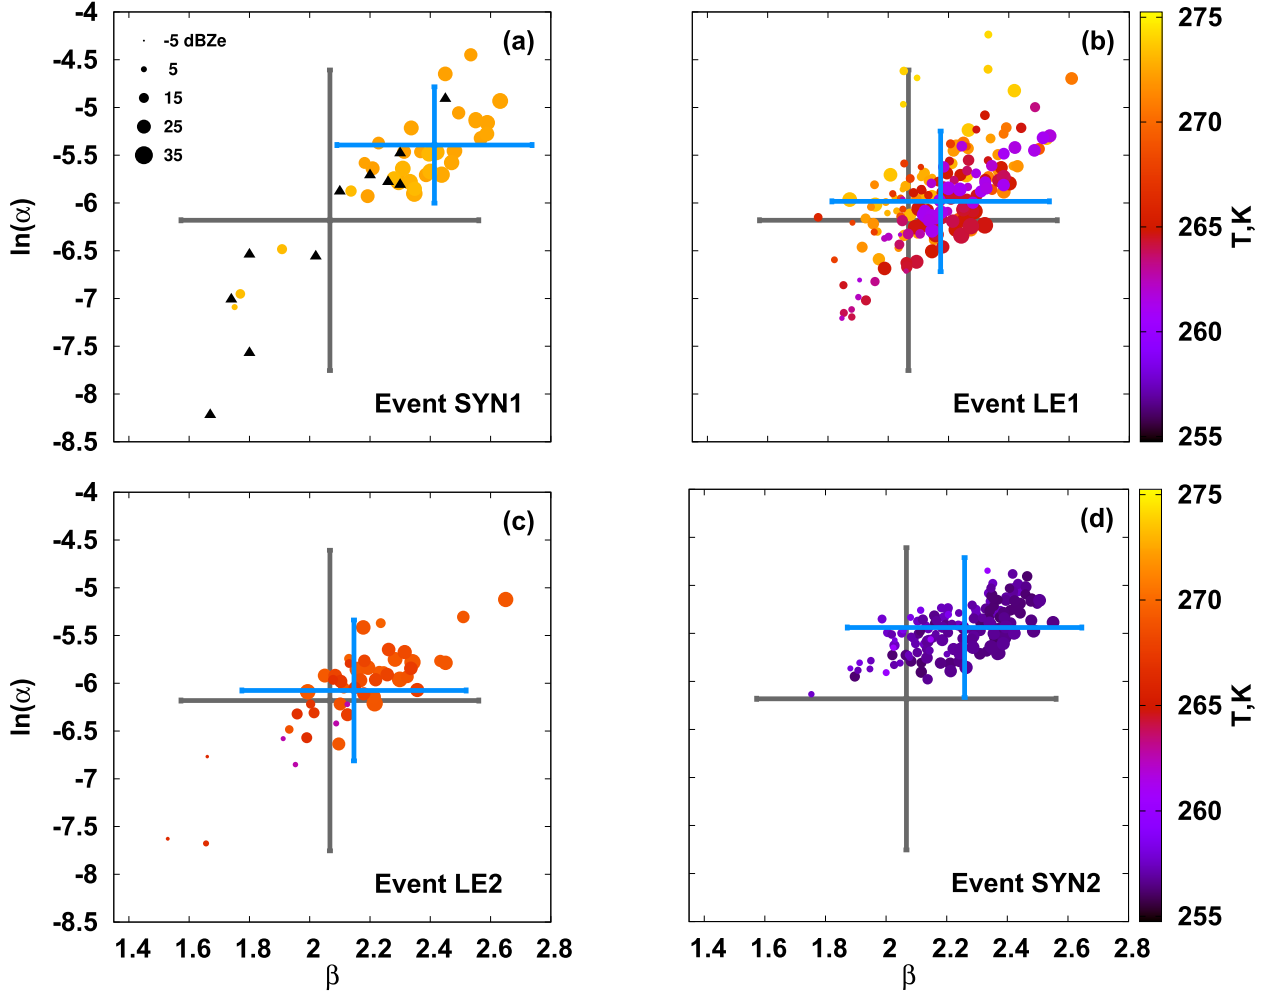 -4
-4.5
-5
-5.5
-6
-6.5
-7
-7.5
-8
-8.5
ln(α)
-5 dBZe
5
15
25
35
(a)
Event SYN1
(b)
Event LE1
275
270
265
260
255
T,K
-4
-4.5
-5
-5.5
-6
-6.5
-7
-7.5
-8
-8.5
ln(α)
(c)
Event LE2
1.4 1.6 1.8 2 2.2 2.4 2.6 2.8
β
(d)
Event SYN2
1.4 1.6 1.8 2 2.2 2.4 2.6 2.8
β
275
270
265
260
255
T,K